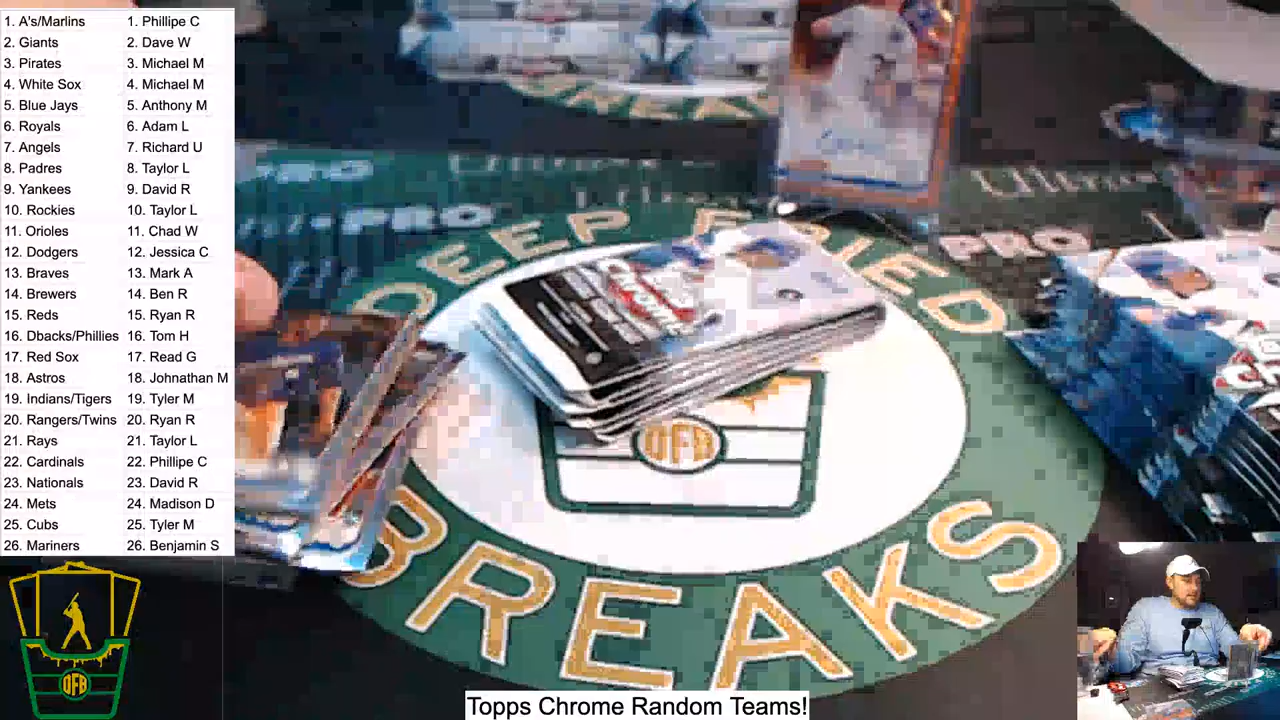 1. A's/Marlins 1. Phillipe C
2. Giants 2. Dave W
3. Pirates 3. Michael M
4. White Sox 4. Michael M
5. Blue Jays 5. Anthony M
6. Royals 6. Adam L
7. Angels 7. Richard U
8. Padres 8. Taylor L
9. Yankees 9. David R
10. Rockies 10. Taylor L
11. Orioles 11. Chad W
12. Dodgers 12. Jessica C
13. Braves 13. Mark A
14. Brewers 14. Ben R
15. Reds 15. Ryan R
16. Dbacks/Phillies 16. Tom H
17. Red Sox 17. Read G
18. Astros 18. Johnathan M
19. Indians/Tigers 19. Tyler M
20. Rangers/Twins 20. Ryan R
21. Rays 21. Taylor L
22. Cardinals 22. Phillipe C
23. Nationals 23. David R
24. Mets 24. Madison D
25. Cubs 25. Tyler M
26. Mariners 26. Benjamin S
BREAKS
PRO
Ultra
PRO
PRO
DEEP FRIED
Chrome
DFB
BREAKS
DFB
Topps Chrome Random Teams!